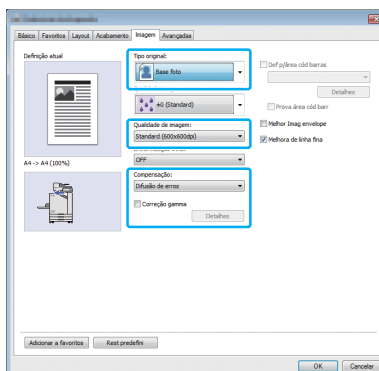 Básico Favoritos Layout Acabamento Imagem Avançadas
Definição atual
A4 -> A4 (100%)
Tipo original:
Base foto
±0 (Standard)
Qualidade de imagem:
Standard (600x600dpi)
OFF
Compensação:
Difusão de erros
Correção gamma
Detalhes
Def p/área cód barras
Detalhes
Prova área cód barr
Melhor Imag envelope
Melhora de linha fina
Adicionar a favoritos Rest predefini
OK Cancelar